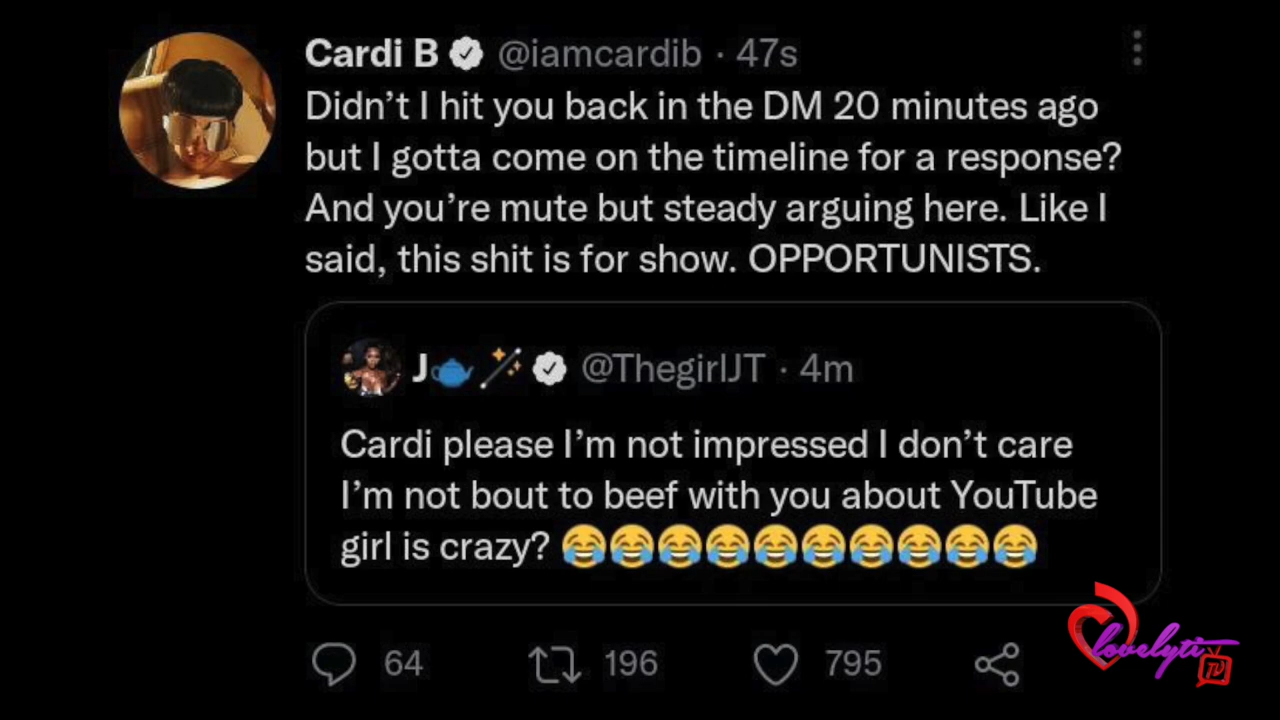 Cardi B @iamcardib · 47s
Didn’t I hit you back in the DM 20 minutes ago
but I gotta come on the timeline for a response?
And you’re mute but steady arguing here. Like I
said, this shit is for show. OPPORTUNISTS.
J🫖🪄 @ThegirlJT · 4m
Cardi please I’m not impressed I don’t care
I’m not bout to beef with you about YouTube
girl is crazy? 😂😂😂😂😂😂😂😂😂😂
64 196 795
lovelyti
TV